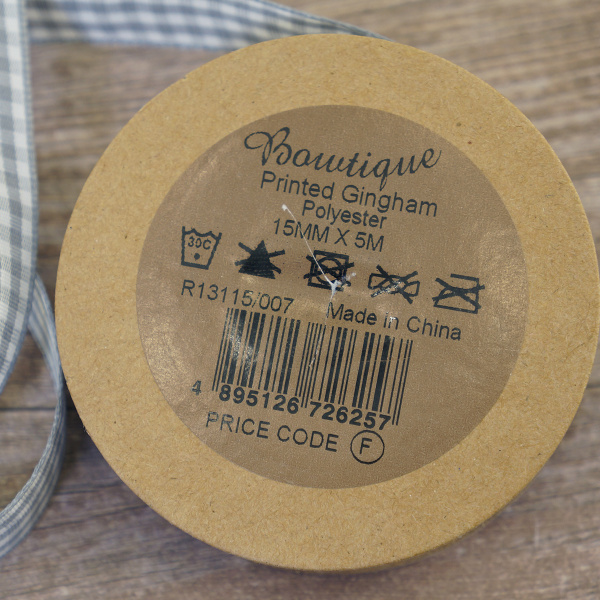 Bowtique
Printed Gingham
Polyester
15MM X 5M
30C
R13115/007 Made in China
4 895126 726257
PRICE CODE F